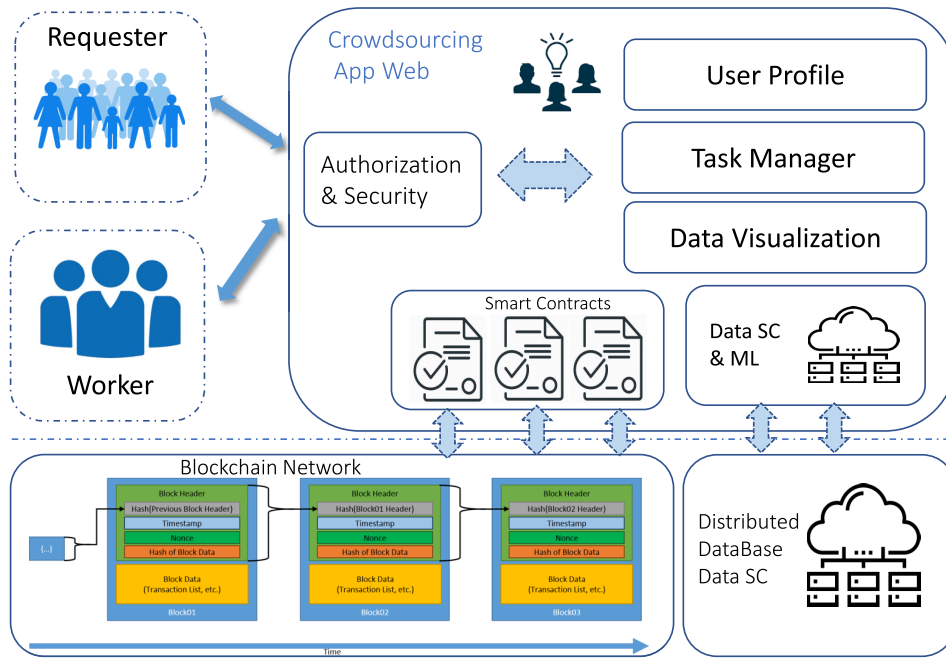 Requester
Worker
Crowdsourcing
App Web
Authorization
& Security
User Profile
Task Manager
Data Visualization
Smart Contracts
Data SC
& ML
Blockchain Network
(...)
Block Header
Hash(Previous Block Header)
Timestamp
Nonce
Hash of Block Data
Block Data
(Transaction List, etc.)
Block01
Block Header
Hash(Block01 Header)
Timestamp
Nonce
Hash of Block Data
Block Data
(Transaction List, etc.)
Block02
Block Header
Hash(Block02 Header)
Timestamp
Nonce
Hash of Block Data
Block Data
(Transaction List, etc.)
Block03
Time
Distributed
DataBase
Data SC